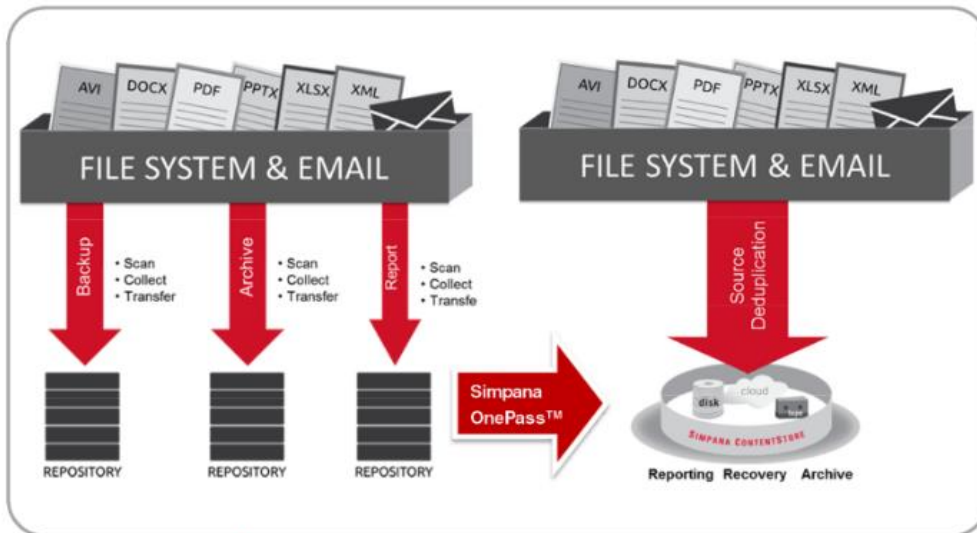 AVI DOCX PDF PPTX XLSX XML
FILE SYSTEM & EMAIL
Backup
• Scan
• Collect
• Transfer
Archive
• Scan
• Collect
• Transfer
Report
• Scan
• Collect
• Transfe
REPOSITORY
REPOSITORY
REPOSITORY
Simpana
OnePass™
AVI DOCX PDF PPTX XLSX XML
FILE SYSTEM & EMAIL
Source
Deduplication
disk
cloud
tape
SIMPANA CONTENTSTORE
Reporting Recovery Archive